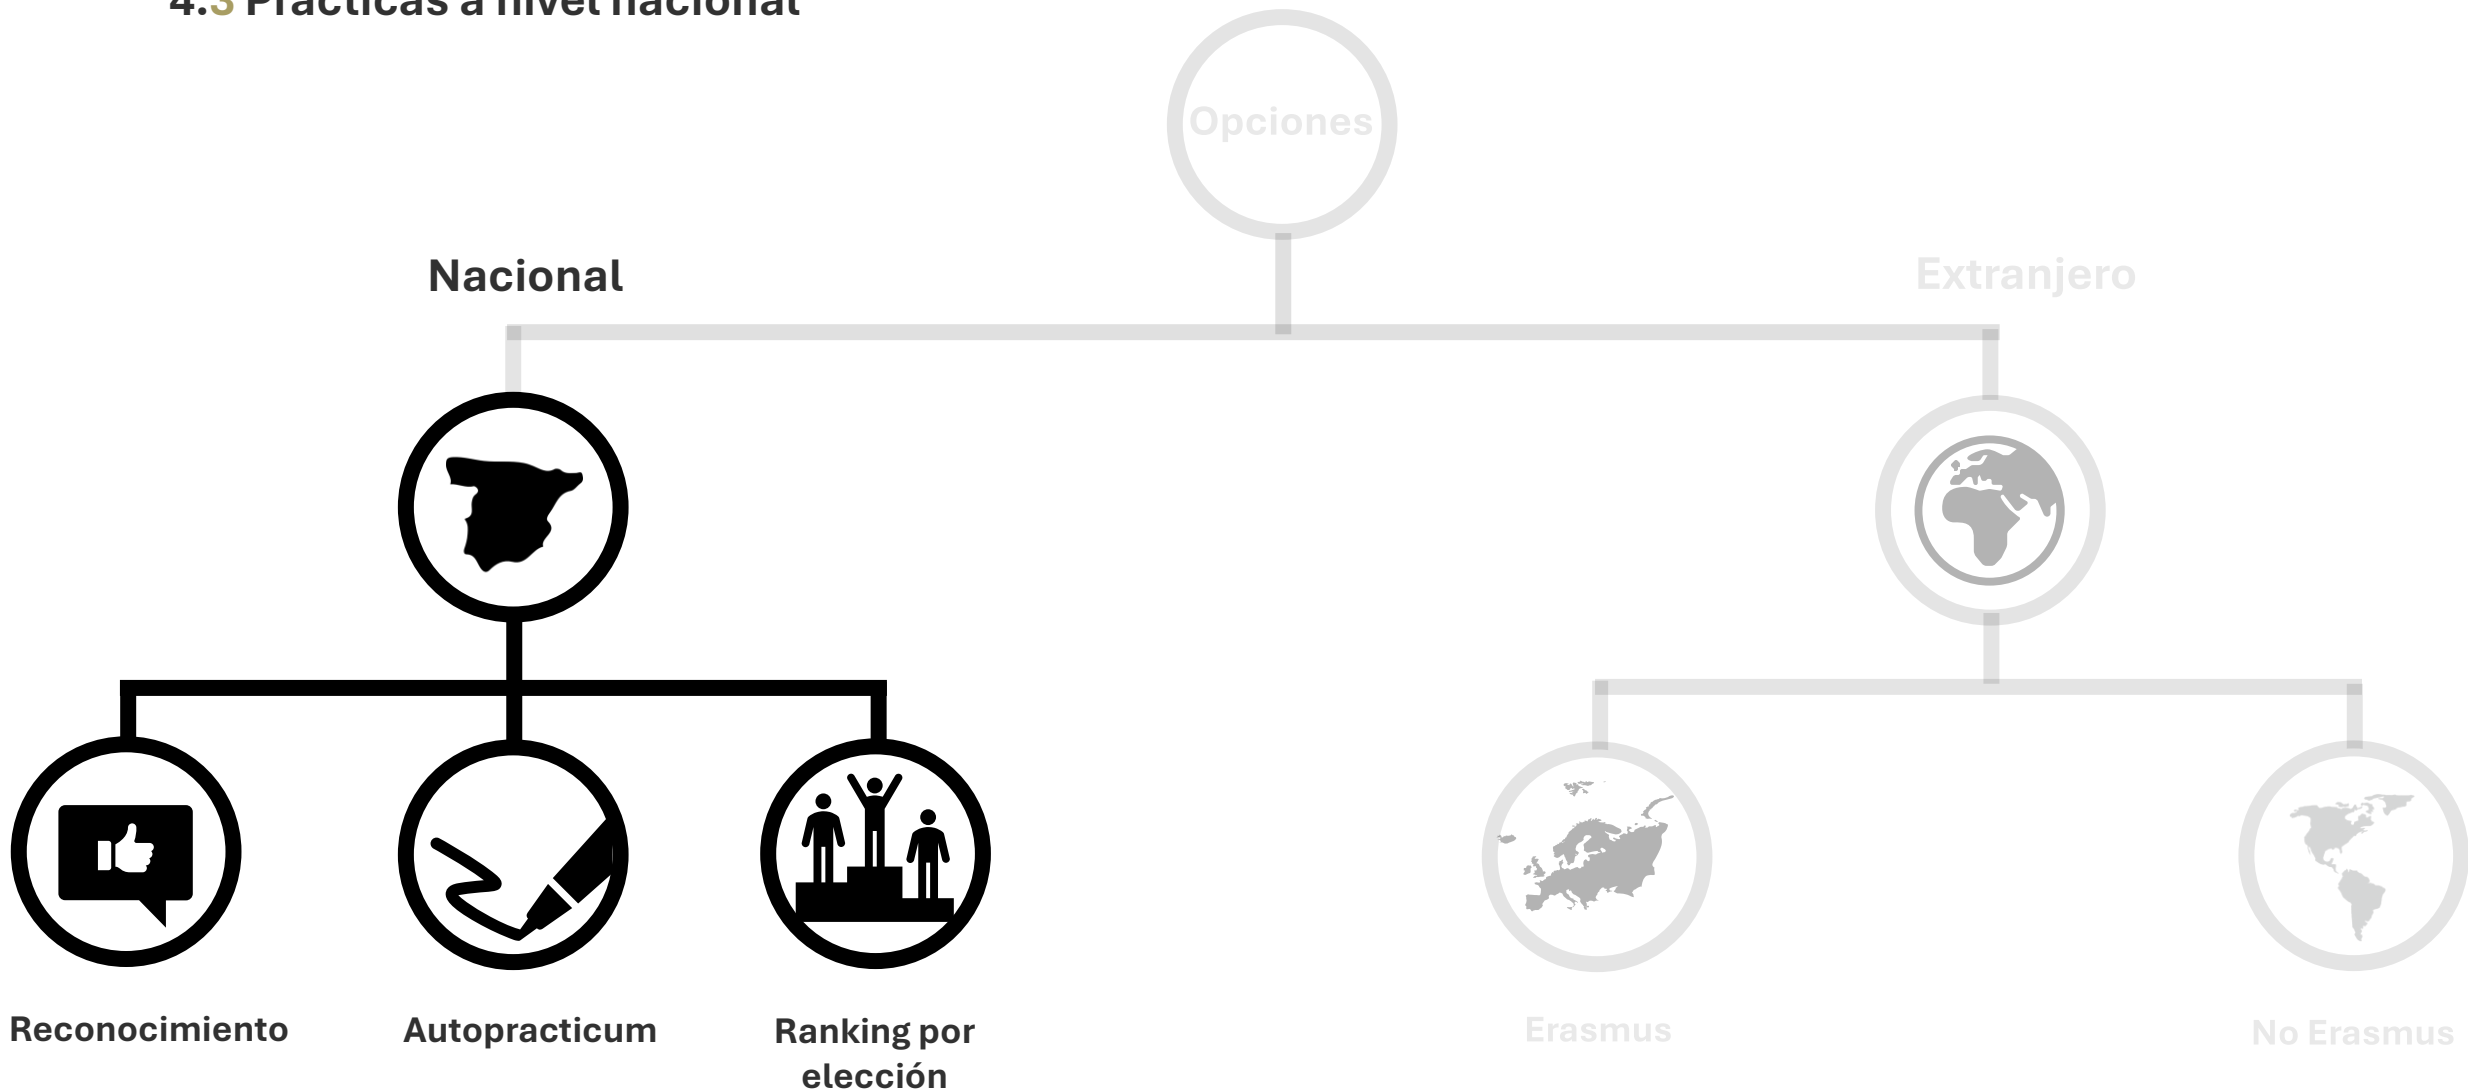 4.3 Prácticas a nivel nacional
Opciones
Nacional
Extranjero
Reconocimiento
Autopracticum
Ranking por
elección
Erasmus
No Erasmus